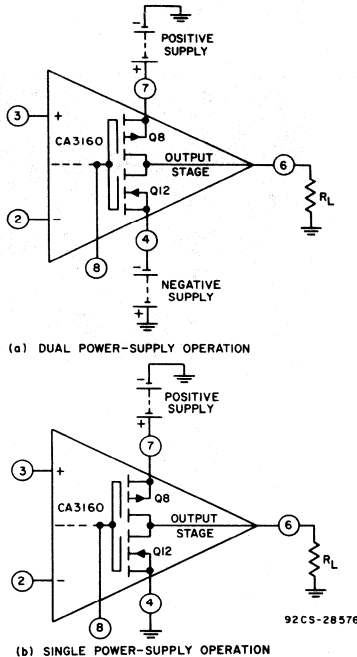 −
POSITIVE
SUPPLY
+
7
3
+
CA3160
Q8
OUTPUT
STAGE
6
RL
Q12
2
−
8
4
−
NEGATIVE
SUPPLY
+
(a) DUAL POWER-SUPPLY OPERATION
−
POSITIVE
SUPPLY
+
7
3
+
CA3160
Q8
OUTPUT
STAGE
6
RL
Q12
2
−
8
4
92CS-28576
(b) SINGLE POWER-SUPPLY OPERATION